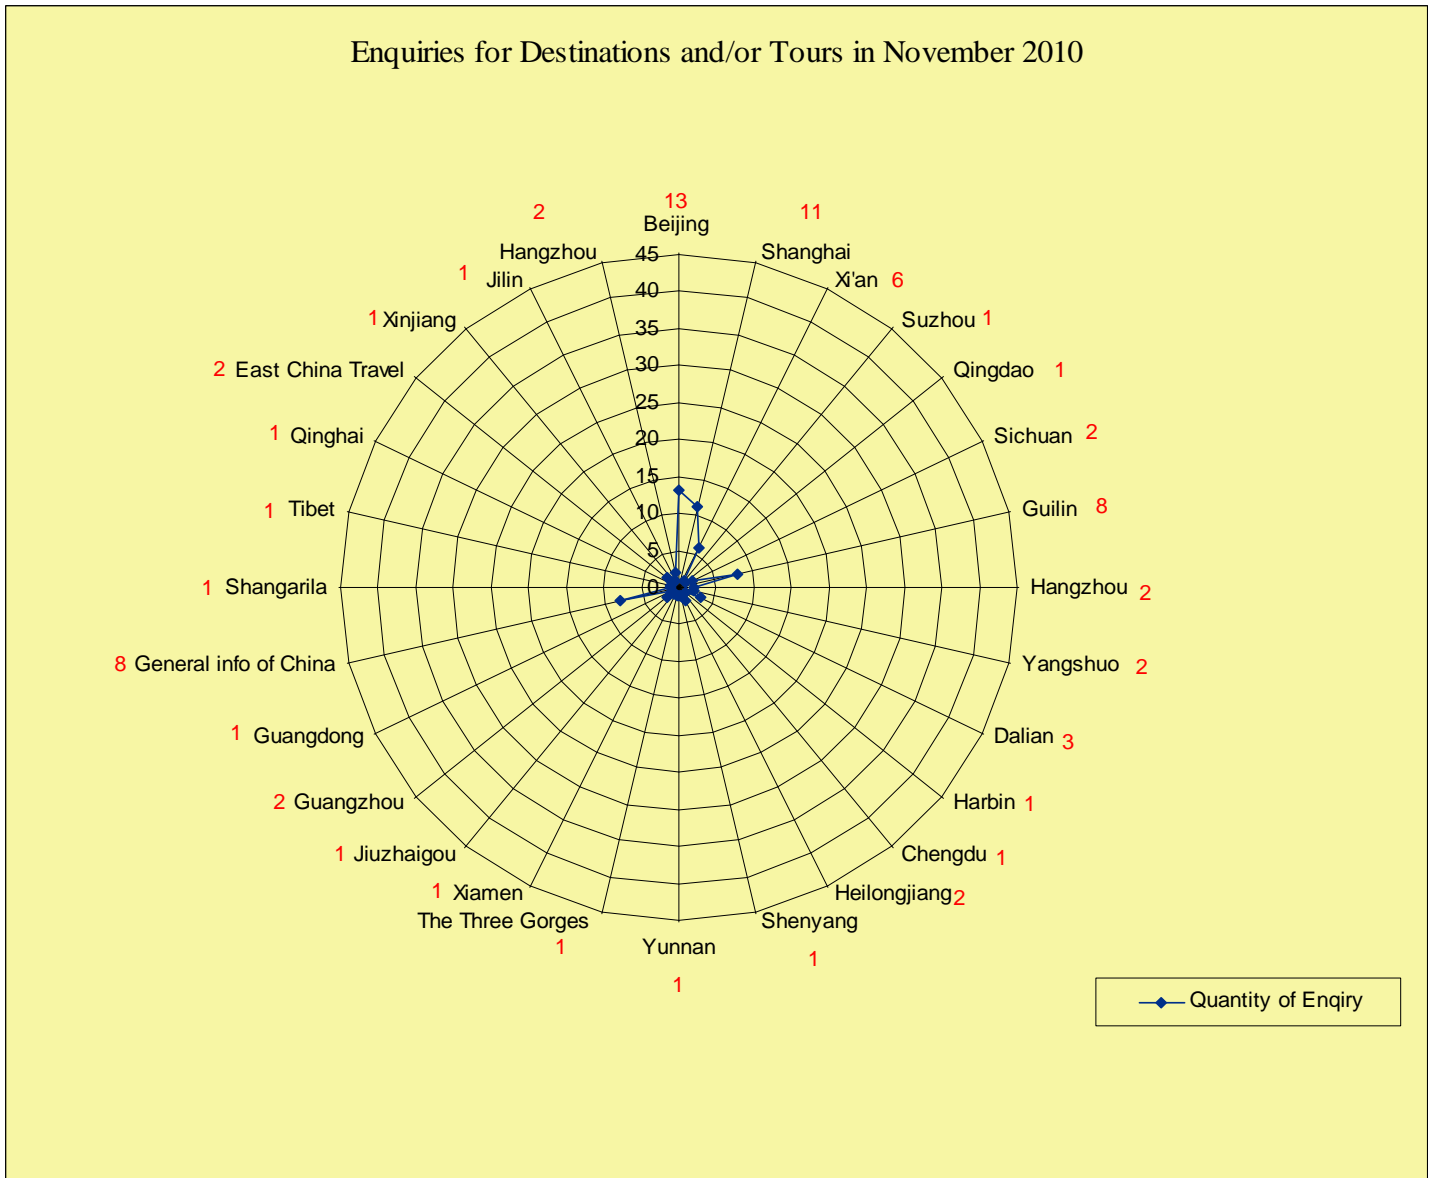 Enquiries for Destinations and/or Tours in November 2010
13
Beijing
11
Shanghai
Xi'an 6
Suzhou 1
Qingdao 1
Sichuan 2
Guilin 8
Hangzhou 2
Yangshuo 2
Dalian 3
Harbin 1
Chengdu 1
Heilongjiang 2
Shenyang
1
Yunnan
1
The Three Gorges
1
1 Xiamen
1 Jiuzhaigou
2 Guangzhou
1 Guangdong
8 General info of China
1 Shangarila
1 Tibet
1 Qinghai
2 East China Travel
1 Xinjiang
1
Jilin
2
Hangzhou
45
40
35
30
25
20
15
10
5
0
Quantity of Enqiry